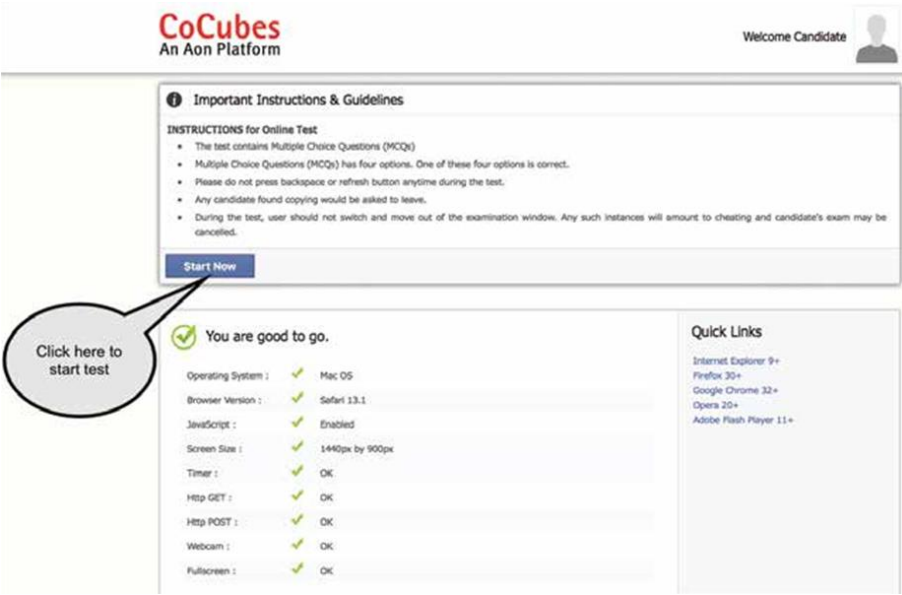 CoCubes
An Aon Platform
Welcome Candidate
Important Instructions & Guidelines
INSTRUCTIONS for Online Test
• The test contains Multiple Choice Questions (MCQs)
• Multiple Choice Questions (MCQs) has four options. One of these four options is correct.
• Please do not press backspace or refresh button anytime during the test.
• Any candidate found copying would be asked to leave.
• During the test, user should not switch and move out of the examination window. Any such instances will amount to cheating and candidate's exam may be
cancelled.
Start Now
Click here to
start test
You are good to go.
Operating System : Mac OS
Browser Version : Safari 13.1
JavaScript : Enabled
Screen Size : 1440px by 900px
Timer : OK
Http GET : OK
Http POST : OK
Webcam : OK
Fullscreen : OK
Quick Links
Internet Explorer 9+
Firefox 30+
Google Chrome 32+
Opera 20+
Adobe Flash Player 11+